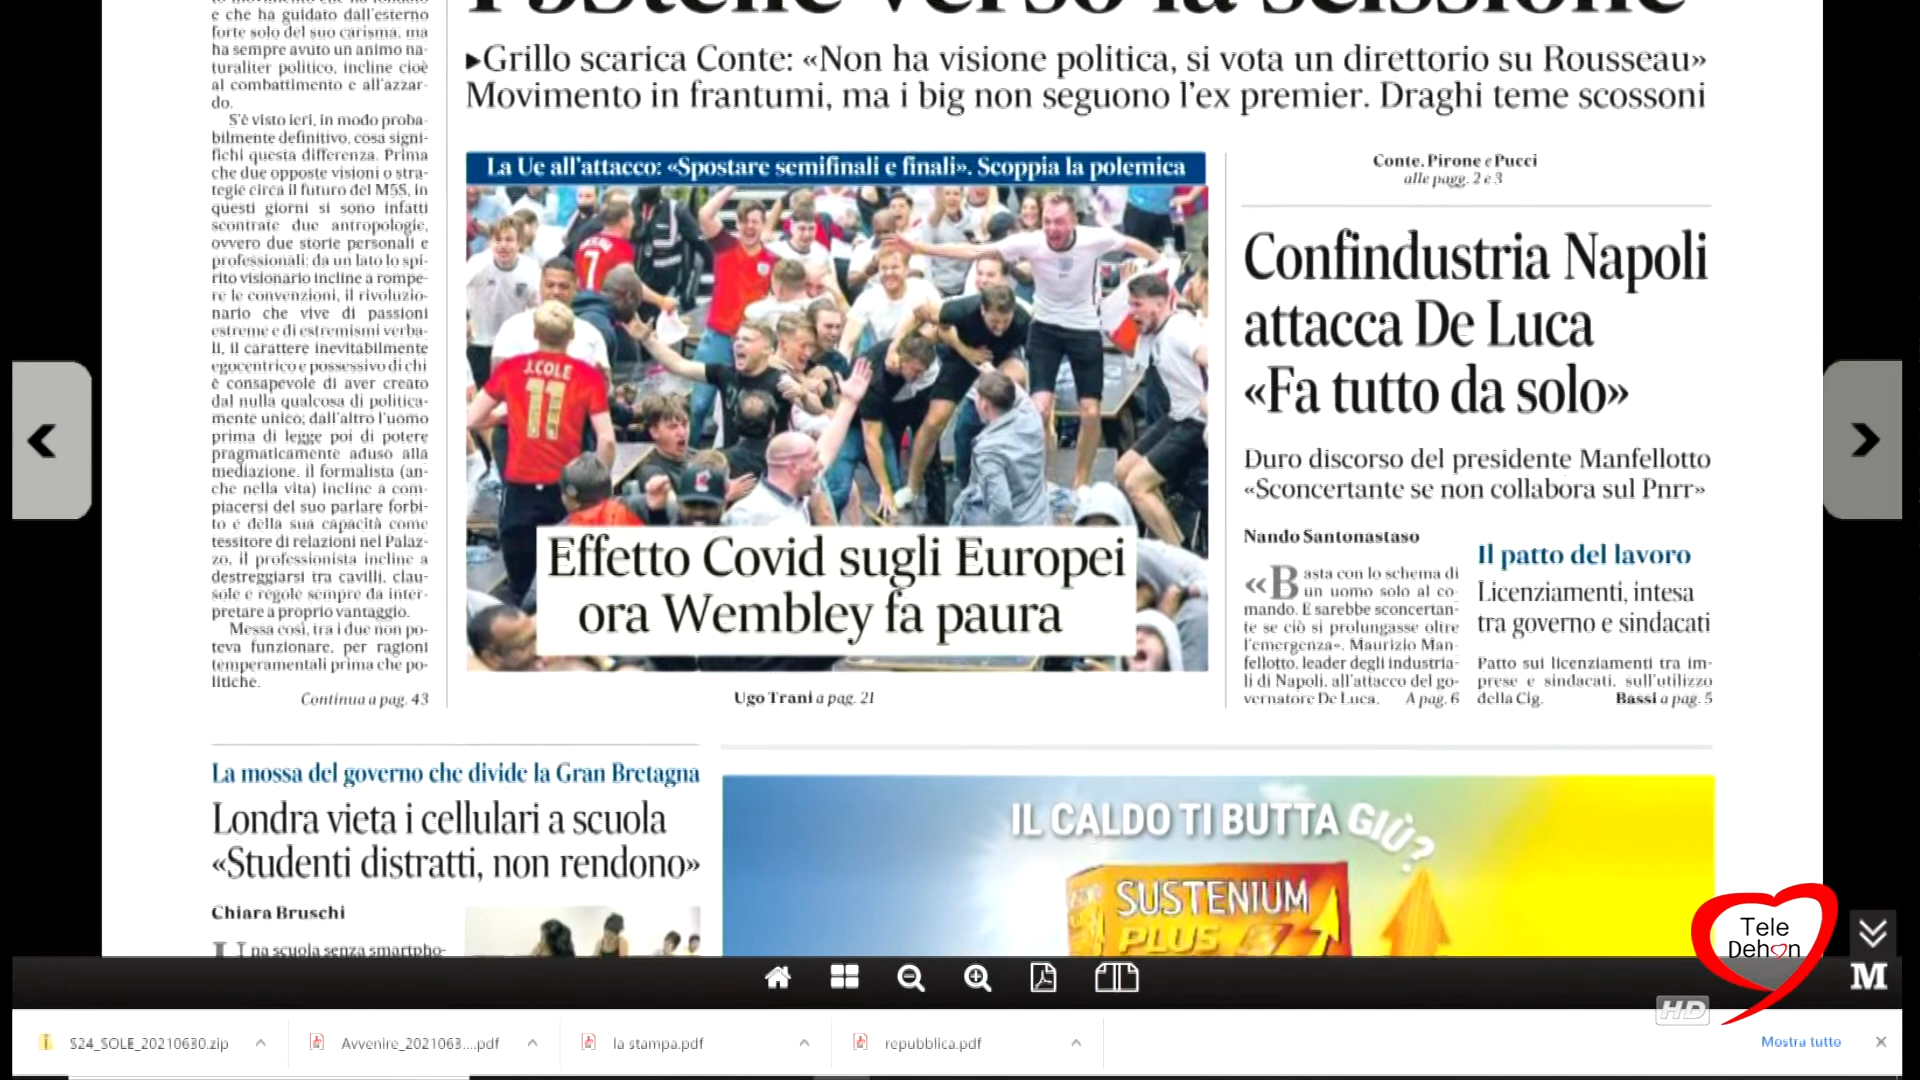 verso la scissione
e che ha guidato dall'esterno
forte solo del suo carisma, ma
ha sempre avuto un animo na-
turaliter politico, incline cioè
al combattimento e all'azzar-
do.
S'è visto ieri, in modo proba-
bilmente definitivo, cosa signi-
fichi questa differenza. Prima
che due opposte visioni o stra-
tegie circa il futuro del M5S, in
questi giorni si sono infatti
scontrate due antropologie,
ovvero due storie personali e
professionali: da un lato lo spi-
rito visionario incline a rompe-
re le convenzioni, il rivoluzio-
nario che vive di passioni
estreme e di estremismi verba-
li, il carattere inevitabilmente
egocentrico e possessivo di chi
è consapevole di aver creato
dal nulla qualcosa di politica-
mente unico; dall'altro l'uomo
prima di legge poi di potere
pragmaticamente aduso alla
mediazione, il formalista (an-
che nella vita) incline a com-
piacersi del suo parlare forbi-
to e della sua capacità come
tessitore di relazioni nel Palaz-
zo, il professionista incline a
destreggiarsi tra cavilli, clau-
sole e regole sempre da inter-
pretare a proprio vantaggio.
Messa così, tra i due non po-
teva funzionare, per ragioni
temperamentali prima che po-
litiche.
Continua a pag. 43
▸Grillo scarica Conte: «Non ha visione politica, si vota un direttorio su Rousseau»
Movimento in frantumi, ma i big non seguono l'ex premier. Draghi teme scossoni
La Ue all'attacco: «Spostare semifinali e finali». Scoppia la polemica
7
J.COLE
11
Effetto Covid sugli Europei
ora Wembley fa paura
Ugo Trani a pag. 21
Conte, Pirone e Pucci
alle pagg. 2 e 3
Confindustria Napoli
attacca De Luca
«Fa tutto da solo»
Duro discorso del presidente Manfellotto
«Sconcertante se non collabora sul Pnrr»
Nando Santonastaso
«Basta con lo schema di
un uomo solo al co-
mando. E sarebbe sconcertan-
te se ciò si prolungasse oltre
l'emergenza». Maurizio Man-
fellotto, leader degli industria-
li di Napoli, all'attacco del go-
vernatore De Luca. A pag. 6
Il patto del lavoro
Licenziamenti, intesa
tra governo e sindacati
Patto sui licenziamenti tra im-
prese e sindacati, sull'utilizzo
della Cig. Bassi a pag. 5
La mossa del governo che divide la Gran Bretagna
Londra vieta i cellulari a scuola
«Studenti distratti, non rendono»
Chiara Bruschi
Una scuola senza smartpho-
IL CALDO TI BUTTA GIÙ?
SUSTENIUM
PLUS
Tele
Dehon
HD
M
S24_SOLE_20210630.zip
Avvenire_2021063....pdf
la stampa.pdf
repubblica.pdf
Mostra tutto